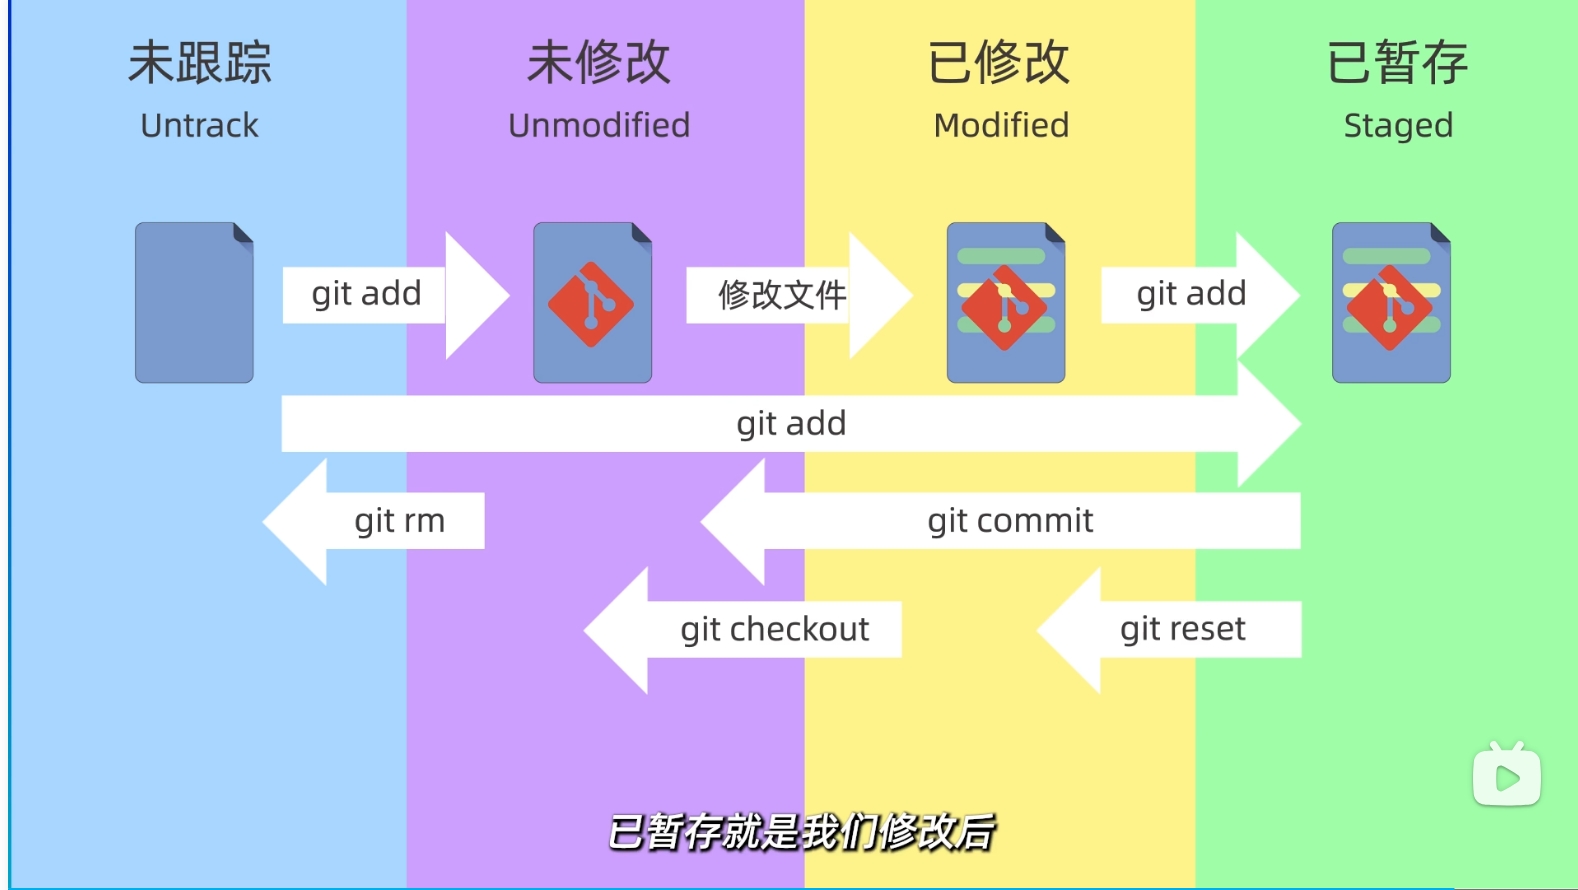 未跟踪
未修改
已修改
已暂存
Untrack
Unmodified
Modified
Staged
git add
修改文件
git add
git add
git rm
git commit
git checkout
git reset
已暂存就是我们修改后